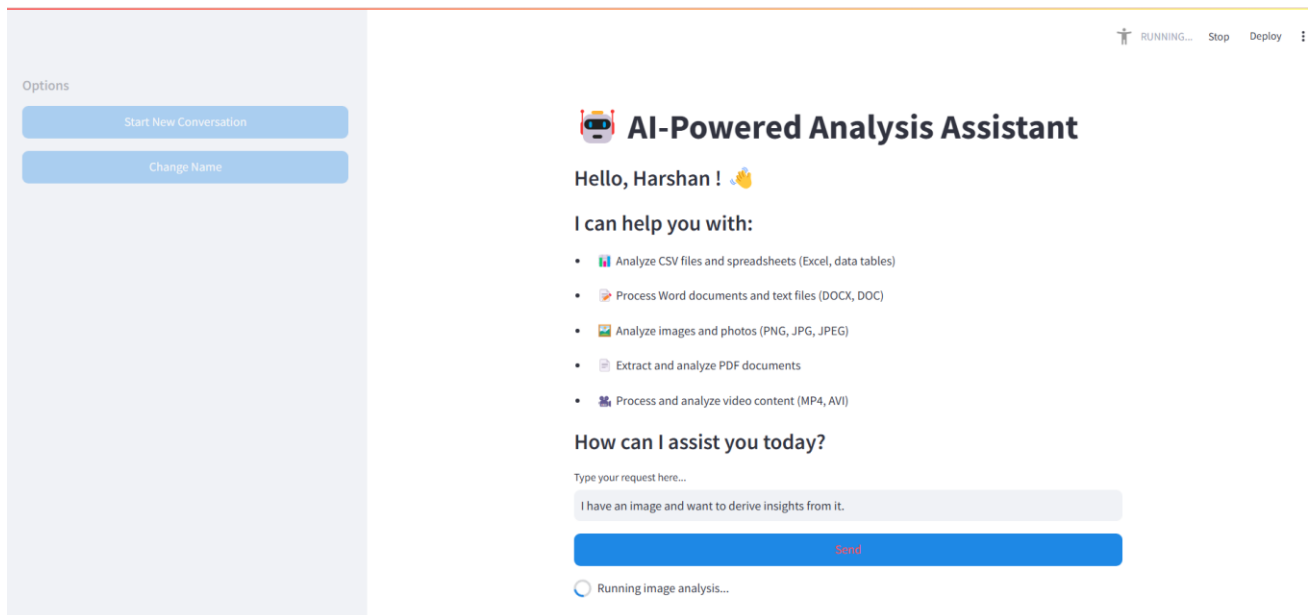 RUNNING... Stop Deploy
Options
Start New Conversation
Change Name
AI-Powered Analysis Assistant
Hello, Harshan !
I can help you with:
Analyze CSV files and spreadsheets (Excel, data tables)
Process Word documents and text files (DOCX, DOC)
Analyze images and photos (PNG, JPG, JPEG)
Extract and analyze PDF documents
Process and analyze video content (MP4, AVI)
How can I assist you today?
Type your request here...
I have an image and want to derive insights from it.
Send
Running image analysis...